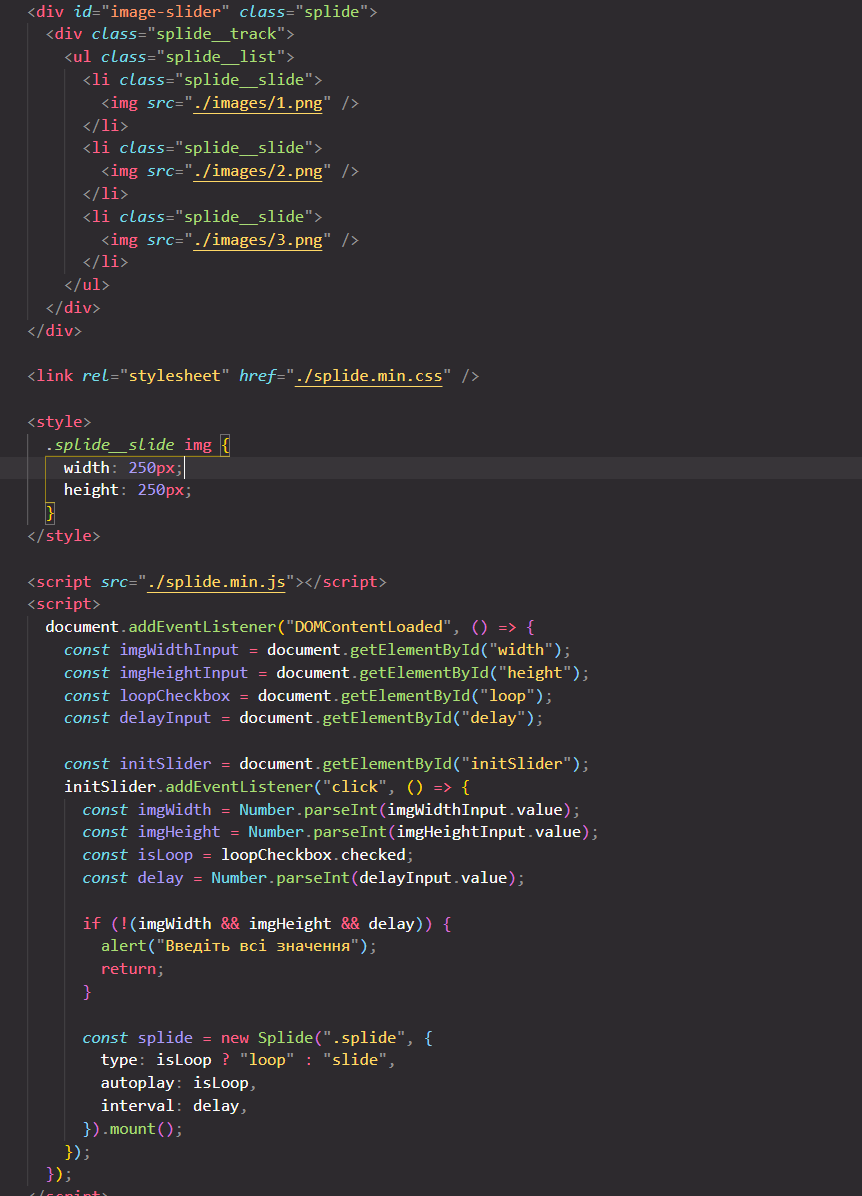 <div id="image-slider" class="splide">
<div class="splide__track">
<ul class="splide__list">
<li class="splide__slide">
<img src="./images/1.png" />
</li>
<li class="splide__slide">
<img src="./images/2.png" />
</li>
<li class="splide__slide">
<img src="./images/3.png" />
</li>
</ul>
</div>
</div>
<link rel="stylesheet" href="./splide.min.css" />
<style>
.splide__slide img {
width: 250px;
height: 250px;
}
</style>
<script src="./splide.min.js"></script>
<script>
document.addEventListener("DOMContentLoaded", () => {
const imgWidthInput = document.getElementById("width");
const imgHeightInput = document.getElementById("height");
const loopCheckbox = document.getElementById("loop");
const delayInput = document.getElementById("delay");
const initSlider = document.getElementById("initSlider");
initSlider.addEventListener("click", () => {
const imgWidth = Number.parseInt(imgWidthInput.value);
const imgHeight = Number.parseInt(imgHeightInput.value);
const isLoop = loopCheckbox.checked;
const delay = Number.parseInt(delayInput.value);
if (!(imgWidth && imgHeight && delay)) {
alert("Введіть всі значення");
return;
}
const splide = new Splide(".splide", {
type: isLoop ? "loop" : "slide",
autoplay: isLoop,
interval: delay,
}).mount();
});
});
</script>